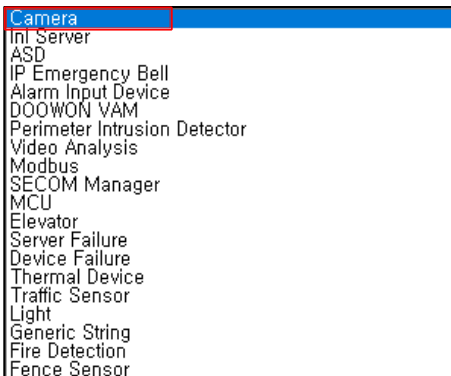 Camera
Inl Server
ASD
IP Emergency Bell
Alarm Input Device
DOOWON VAM
Perimeter Intrusion Detector
Video Analysis
Modbus
SECOM Manager
MCU
Elevator
Server Failure
Device Failure
Thermal Device
Traffic Sensor
Light
Generic String
Fire Detection
Fence Sensor